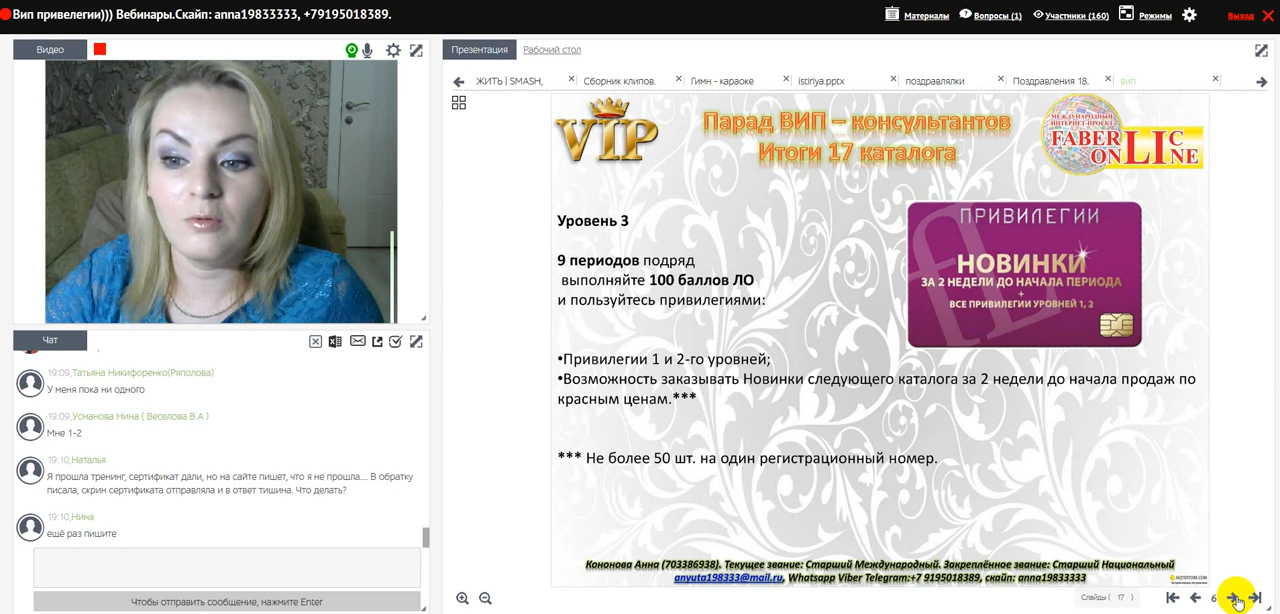 Вип привелегии))) Вебинары.Скайп: anna19833333, +79195018389.
Материалы
Вопросы (1)
Участники (160)
Режимы
Выход
Видео
Презентация
Рабочий стол
ЖИТЬ | SMASH,
Сборник клипов.
Гимн - караоке
istiriya.pptx
поздравлялки
Поздравления 18.
вип
VIP
Парад ВИП – консультантов
Итоги 17 каталога
МЕЖДУНАРОДНЫЙ
ИНТЕРНЕТ-ПРОЕКТ
FABERLIC
ONLINE
Уровень 3
9 периодов подряд
выполняйте 100 баллов ЛО
и пользуйтесь привилегиями:
ПРИВИЛЕГИИ
НОВИНКИ
ЗА 2 НЕДЕЛИ ДО НАЧАЛА ПЕРИОДА
+
ВСЕ ПРИВИЛЕГИИ УРОВНЕЙ 1, 2
•Привилегии 1 и 2-го уровней;
•Возможность заказывать Новинки следующего каталога за 2 недели до начала продаж по
красным ценам.***
*** Не более 50 шт. на один регистрационный номер.
Кононова Анна (703386938). Текущее звание: Старший Международный. Закреплённое звание: Старший Национальный
anyuta198333@mail.ru, Whatsapp Viber Telegram:+7 9195018389, скайп: anna19833333
Слайды ( 17 )
6
Чат
19:09,Татьяна Никифоренко(Ряполова)
У меня пока ни одного
19:09,Усманова Нина ( Веселова В.А )
Мне 1-2
19:10,Наталья
Я прошла тренинг, сертификат дали, но на сайте пишет, что я не прошла.... В обратку
писала, скрин сертификата отправляла и в ответ тишина. Что делать?
19:10,Нина
ещё раз пишите
Чтобы отправить сообщение, нажмите Enter